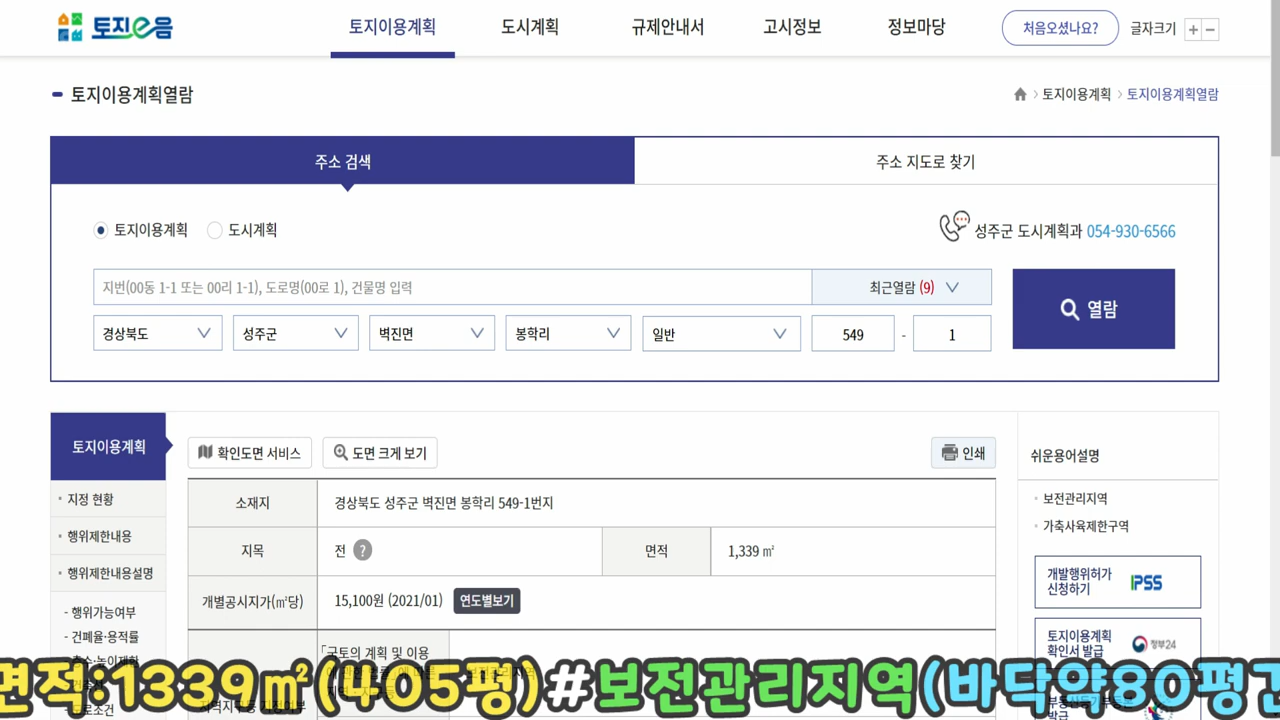 토지e음
토지이용계획 도시계획 규제안내서 고시정보 정보마당
처음오셨나요? 글자크기 + -
토지이용계획열람
토지이용계획 > 토지이용계획열람
주소 검색 주소 지도로 찾기
토지이용계획 도시계획
성주군 도시계획과 054-930-6566
지번(00동 1-1 또는 00리 1-1), 도로명(00로 1), 건물명 입력 최근열람 (9)
열람
경상북도 성주군 벽진면 봉학리 일반 549 - 1
토지이용계획
확인도면 서비스 도면 크게 보기 인쇄
소재지 경상북도 성주군 벽진면 봉학리 549-1번지
지목 전 ? 면적 1,339 ㎡
개별공시지가(㎡당) 15,100원 (2021/01) 연도별보기
「국토의 계획 및 이용
지정 현황
행위제한내용
행위제한내용설명
- 행위가능여부
- 건폐율·용적률
쉬운용어설명
보전관리지역
가축사육제한구역
개발행위허가
신청하기
IPSS
토지이용계획
확인서 발급
정부24
면적:1339㎡(405평)#보전관리지역(바닥약80평건